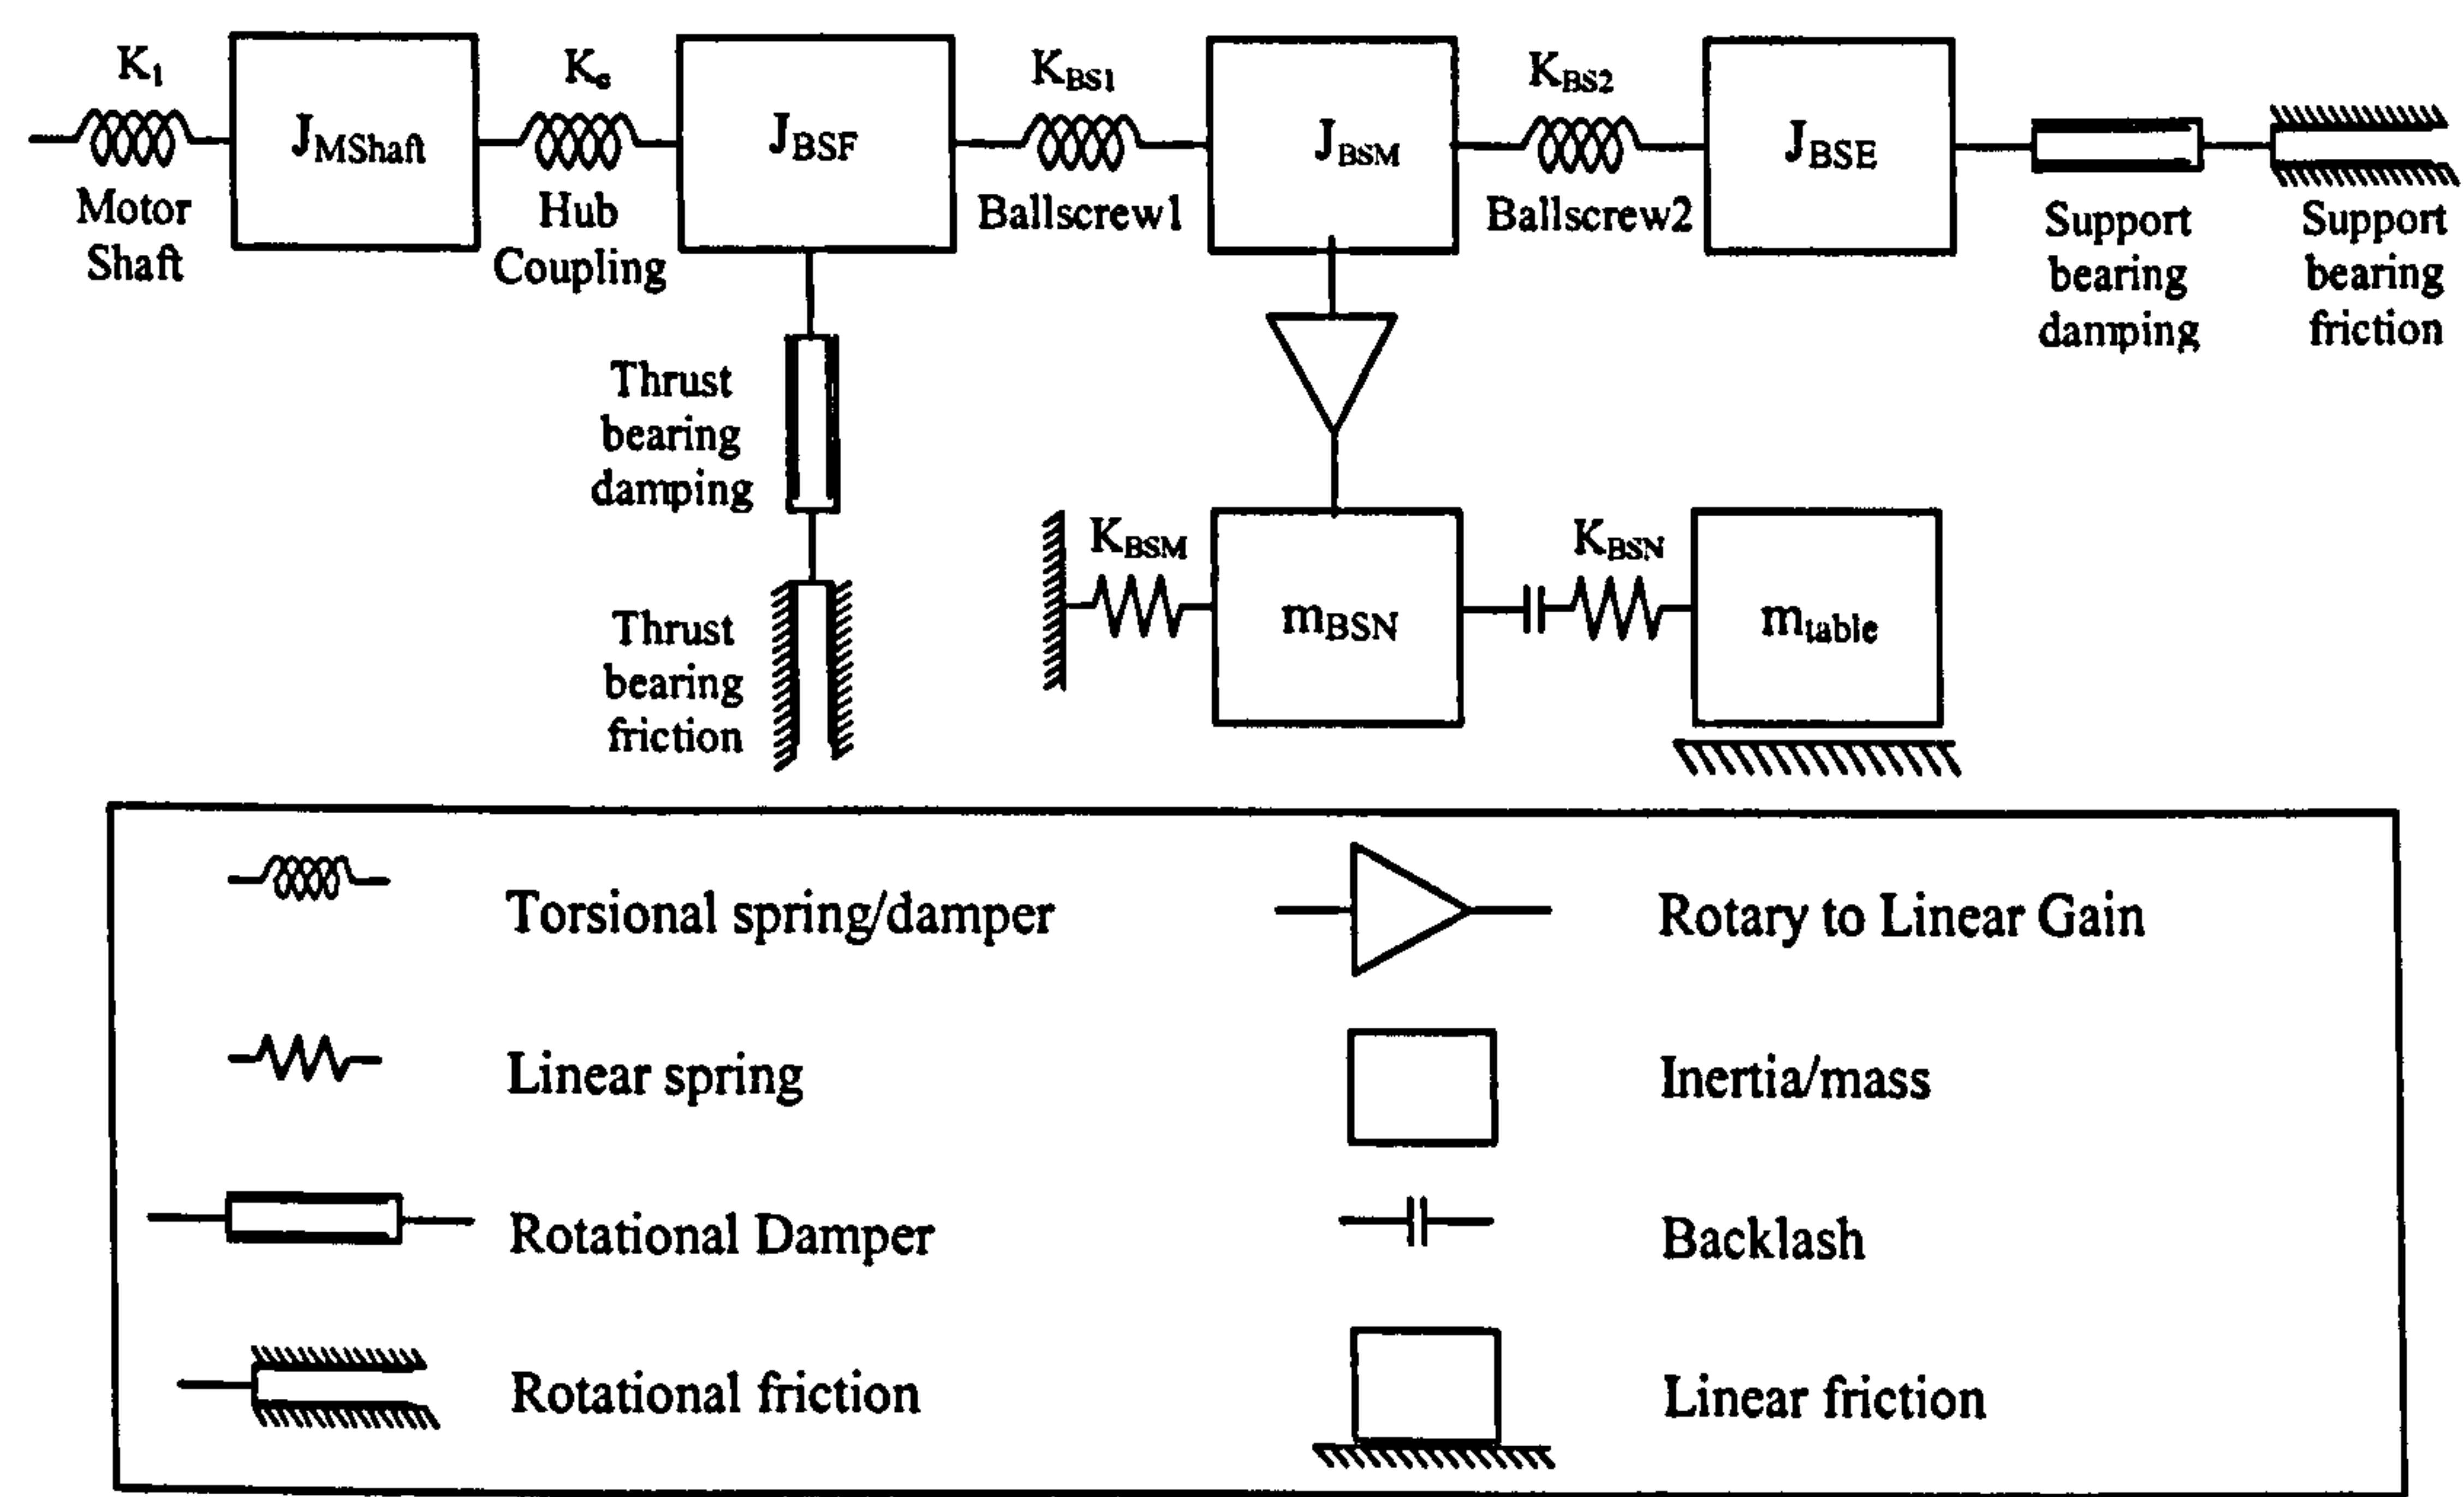 K1
Motor
Shaft
JMShaft
Kc
Hub
Coupling
JBSF
KBS1
Ballscrew1
JBSM
KBS2
Ballscrew2
JBSE
Support
bearing
damping
Support
bearing
friction
Thrust
bearing
damping
Thrust
bearing
friction
KBSM
mBSN
KBSN
mtable
Torsional spring/damper
Rotary to Linear Gain
Linear spring
Inertia/mass
Rotational Damper
Backlash
Rotational friction
Linear friction